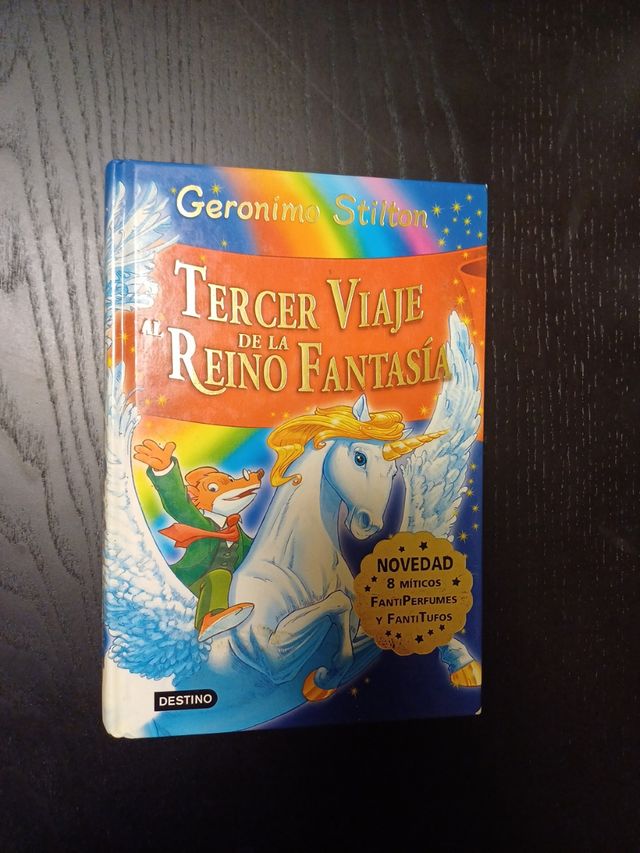 Geronimo Stilton
TERCER VIAJE
AL DE LA
REINO FANTASÍA
NOVEDAD
8 MÍTICOS
FANTIPERFUMES
Y FANTITUFOS
DESTINO